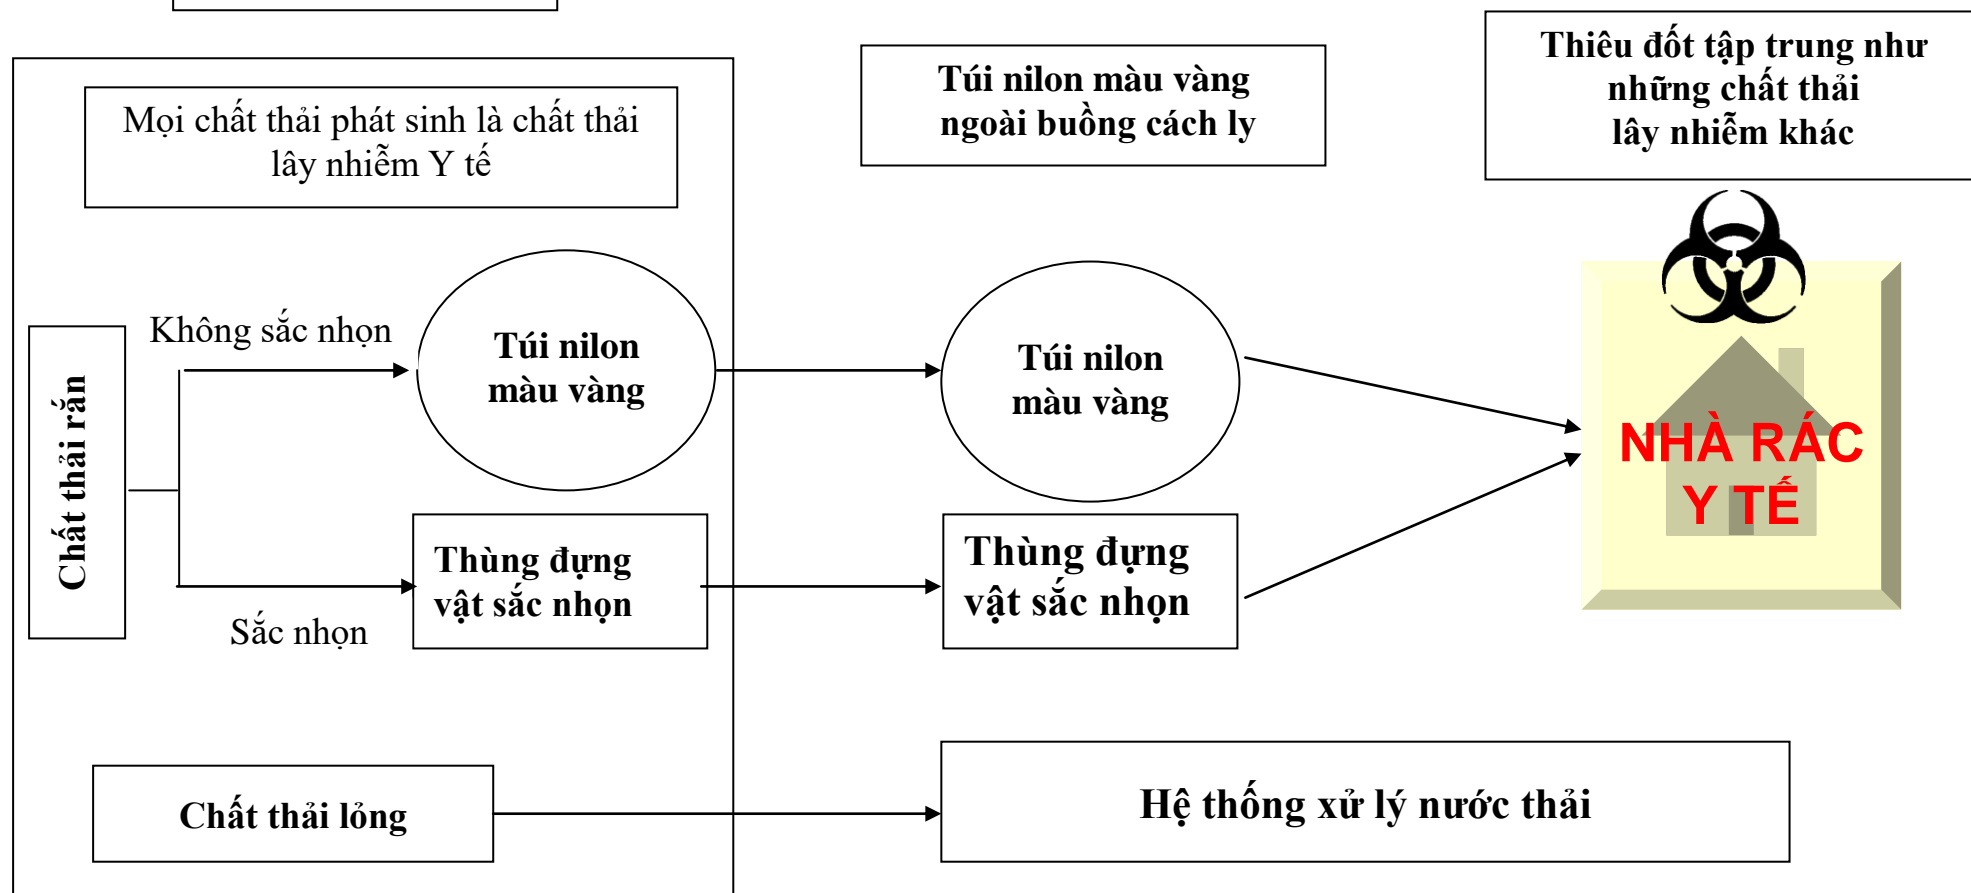 Mọi chất thải phát sinh là chất thải
lây nhiễm Y tế
Túi nilon màu vàng
ngoài buồng cách ly
Thiêu đốt tập trung như
những chất thải
lây nhiễm khác
Chất thải rắn
Không sắc nhọn
Túi nilon
màu vàng
Túi nilon
màu vàng
NHÀ RÁC
Y TẾ
Sắc nhọn
Thùng đựng
vật sắc nhọn
Thùng đựng
vật sắc nhọn
Chất thải lỏng
Hệ thống xử lý nước thải